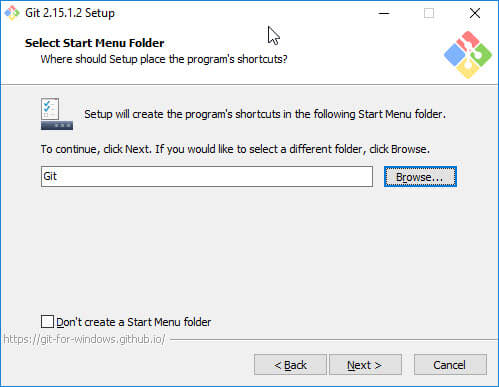 Git 2.15.1.2 Setup
Select Start Menu Folder
Where should Setup place the program's shortcuts?
Setup will create the program's shortcuts in the following Start Menu folder.
To continue, click Next. If you would like to select a different folder, click Browse.
Git
Browse...
Don't create a Start Menu folder
https://git-for-windows.github.io/
< Back
Next >
Cancel